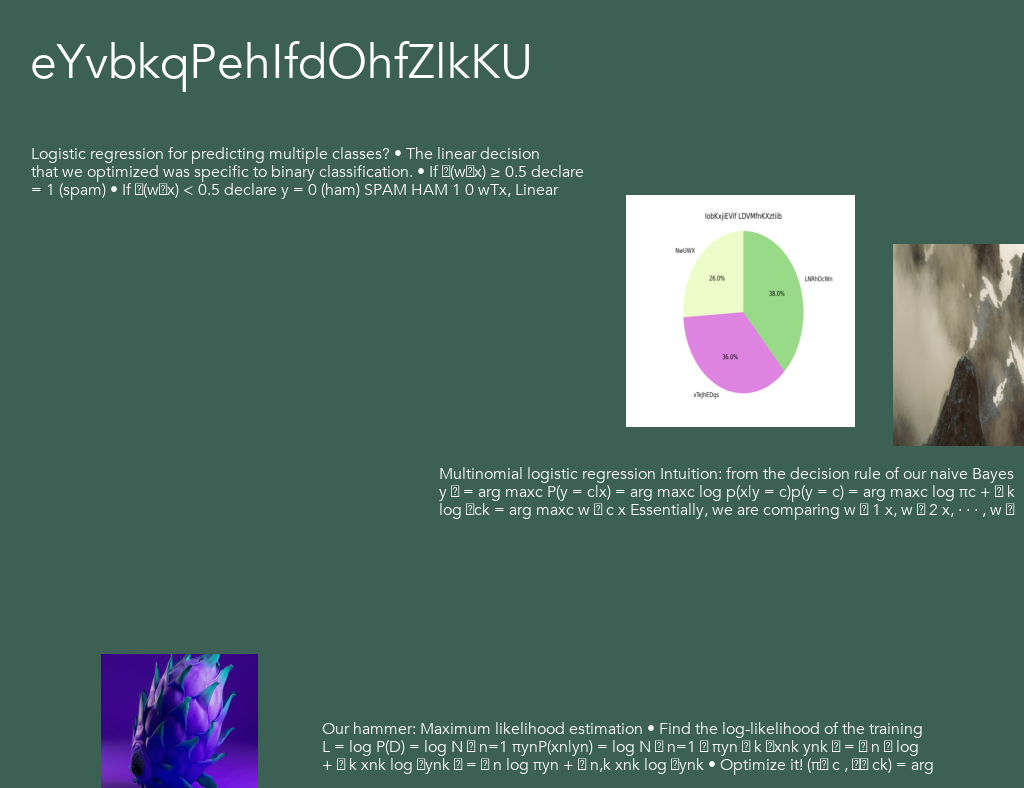 eYvbkqPehIfdOhfZlkKU
Logistic regression for predicting multiple classes? • The linear decision
that we optimized was specific to binary classification. • If (wx) ≥ 0.5 declare
= 1 (spam) • If (wx) < 0.5 declare y = 0 (ham) SPAM HAM 1 0 wTx, Linear
IobKxjiEVif LDVMfnKXztiib
NwUWX
26.0%
38.0%
LNRhOcWn
36.0%
xTeJhEDqs
Multinomial logistic regression Intuition: from the decision rule of our naive Bayes
y = arg maxc P(y = c|x) = arg maxc log p(x|y = c)p(y = c) = arg maxc log πc + k
log ck = arg maxc w c x Essentially, we are comparing w 1 x, w 2 x, · · · , w
Our hammer: Maximum likelihood estimation • Find the log-likelihood of the training
L = log P(D) = log N n=1 πynP(xn|yn) = log N n=1 πyn k xnk ynk = n log
+ k xnk log ynk = n log πyn + n,k xnk log ynk • Optimize it! (π c , ck) = arg